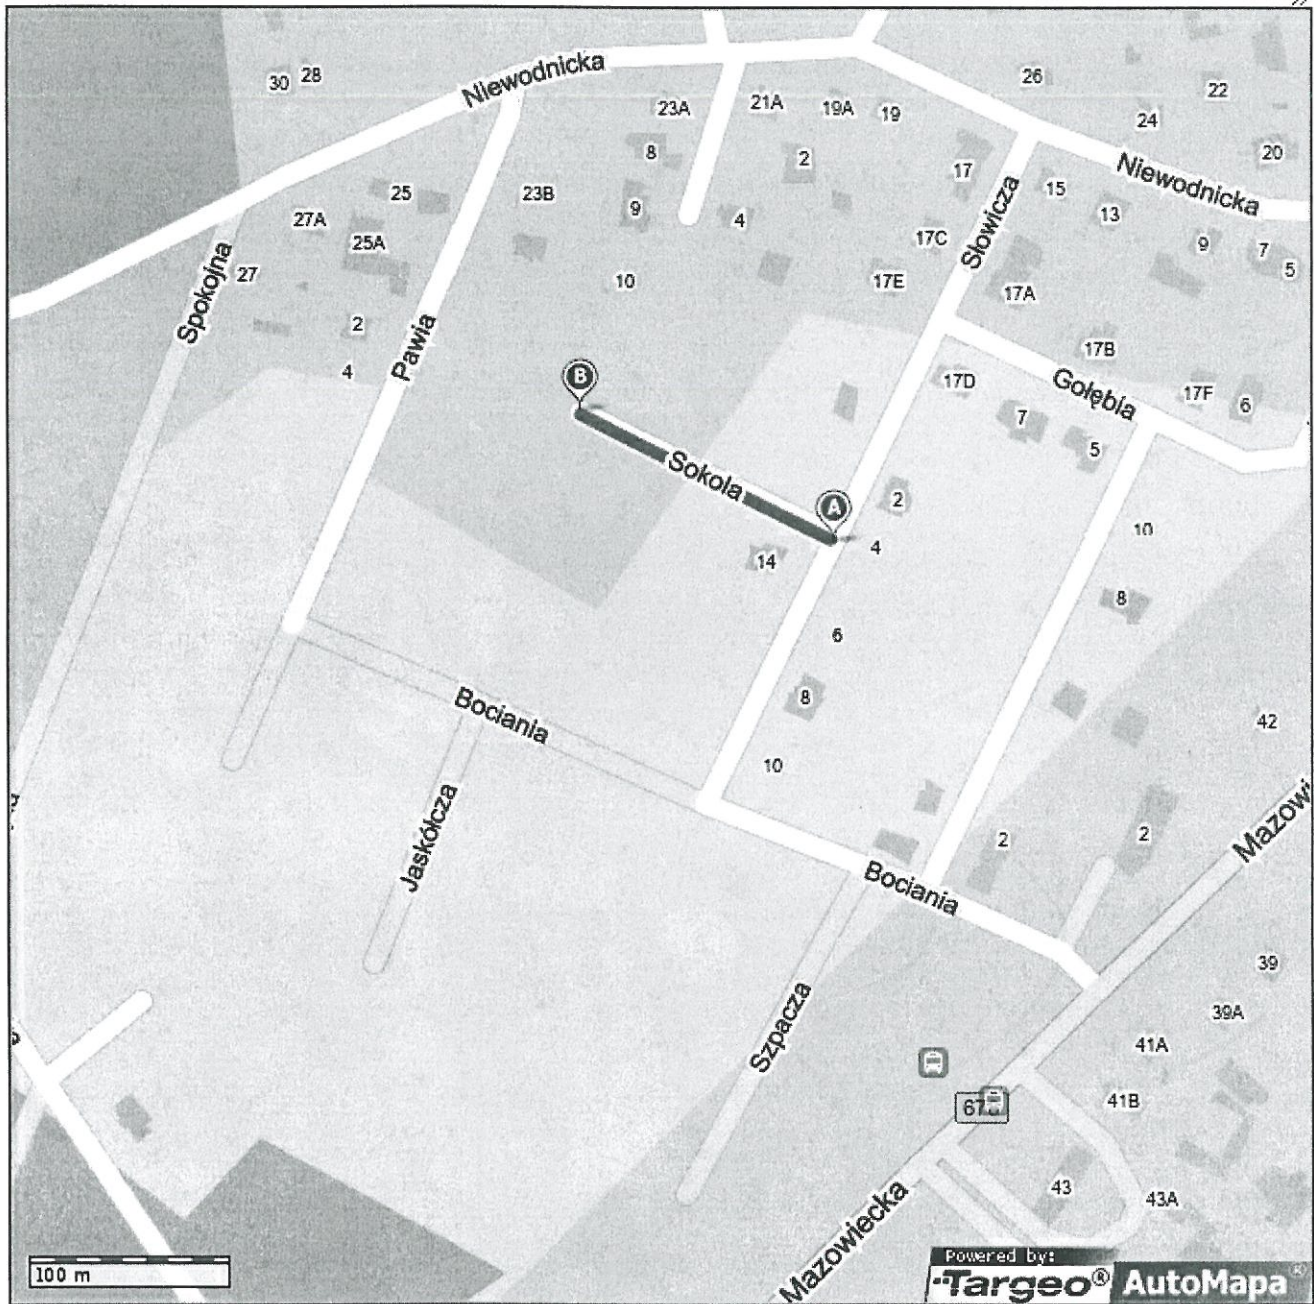 30
28
Niewodnicka
23A
21A
19A
19
26
22
24
20
8
2
17
15
Niewodnicka
25
23B
9
4
13
27A
25A
17C
Słowicza
9
7
5
Spokojna
27
10
17E
17A
2
4
Pawia
17B
B
17D
Gołębia
17F
6
7
5
Sokola
2
A
4
10
14
8
6
8
Bociania
42
10
Jaskółcza
2
2
Mazowi
Bociania
39
39A
Szpacza
41A
41B
67
43
43A
Mazowiecka
100 m
Powered by:
Targeo® AutoMapa®